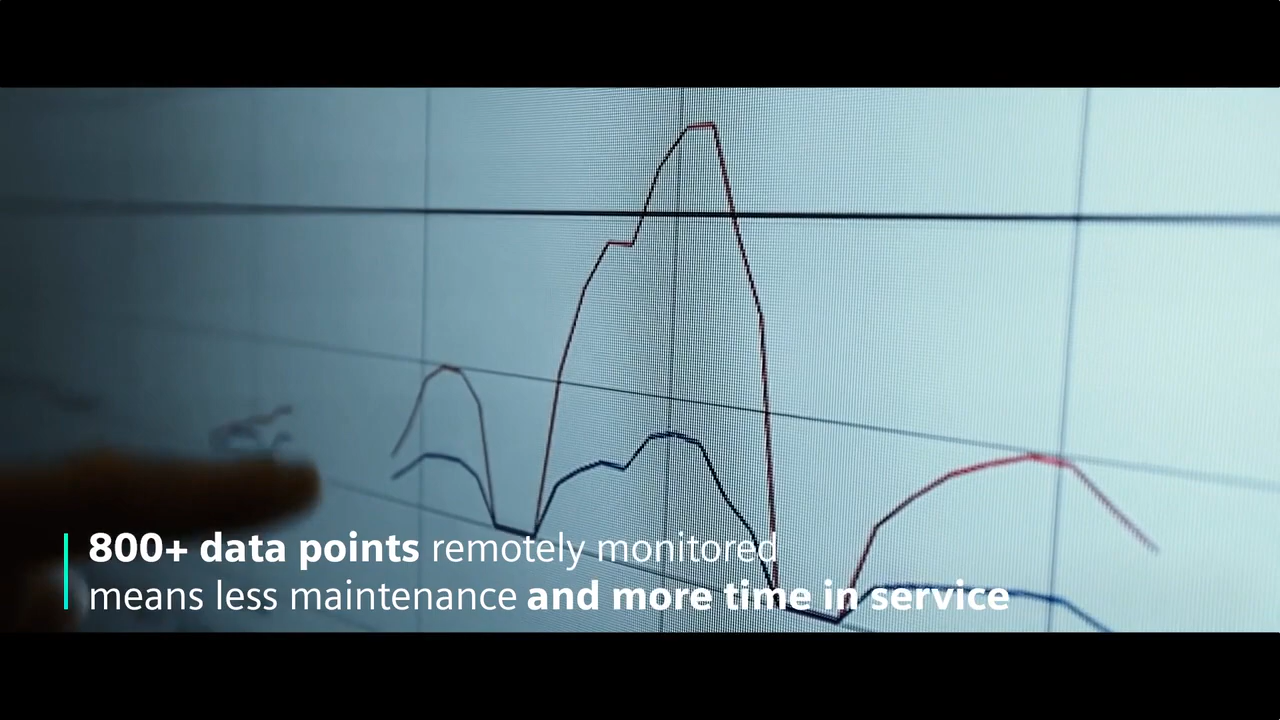 800+ data points remotely monitored
means less maintenance and more time in service